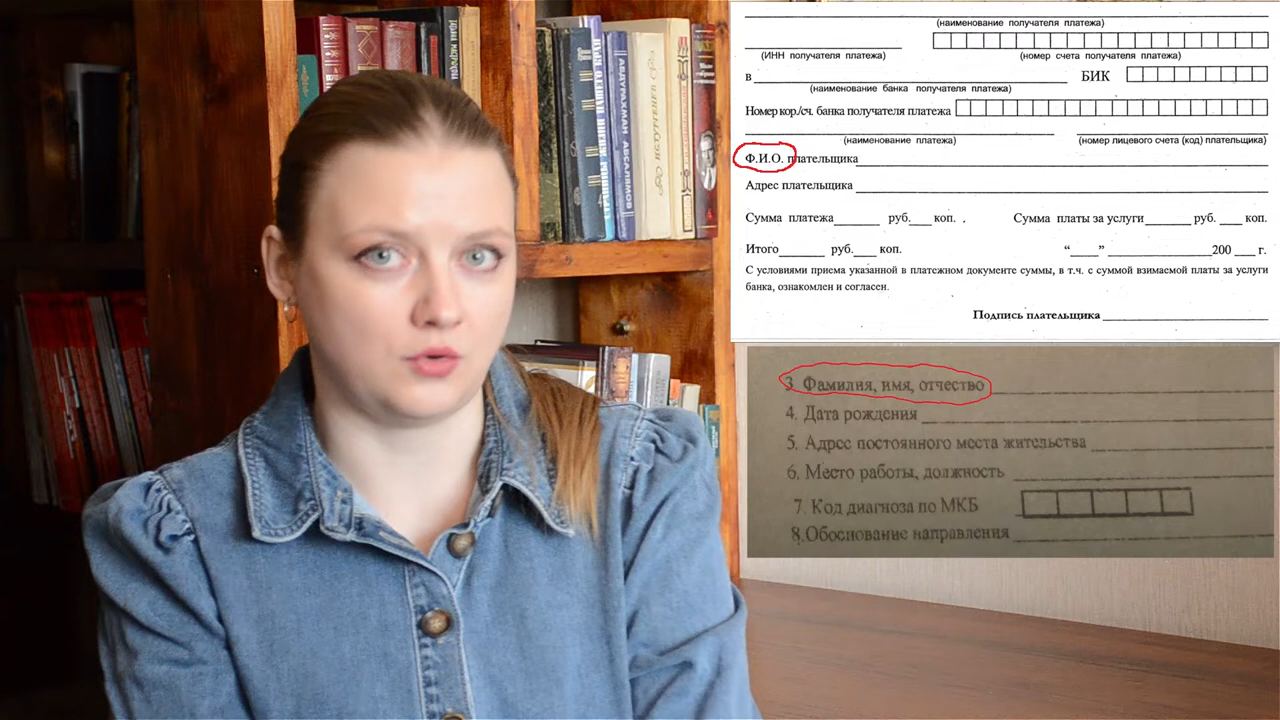 (наименование получателя платежа)
(ИНН получателя платежа) (номер счета получателя платежа)
в БИК
(наименование банка получателя платежа)
Номер кор./сч. банка получателя платежа
(наименование платежа) (номер лицевого счета (код) плательщика)
Ф.И.О. плательщика
Адрес плательщика
Сумма платежа руб. коп. . Сумма платы за услуги руб. коп.
Итого руб. коп. “ ” 200 г.
С условиями приема указанной в платежном документе суммы, в т.ч. с суммой взимаемой платы за услуги
банка, ознакомлен и согласен.
Подпись плательщика
3. Фамилия, имя, отчество
4. Дата рождения
5. Адрес постоянного места жительства
6. Место работы, должность
7. Код диагноза по МКБ
8.Обоснование направления
АБДУРАХМАН АБСАЛЯМОВ